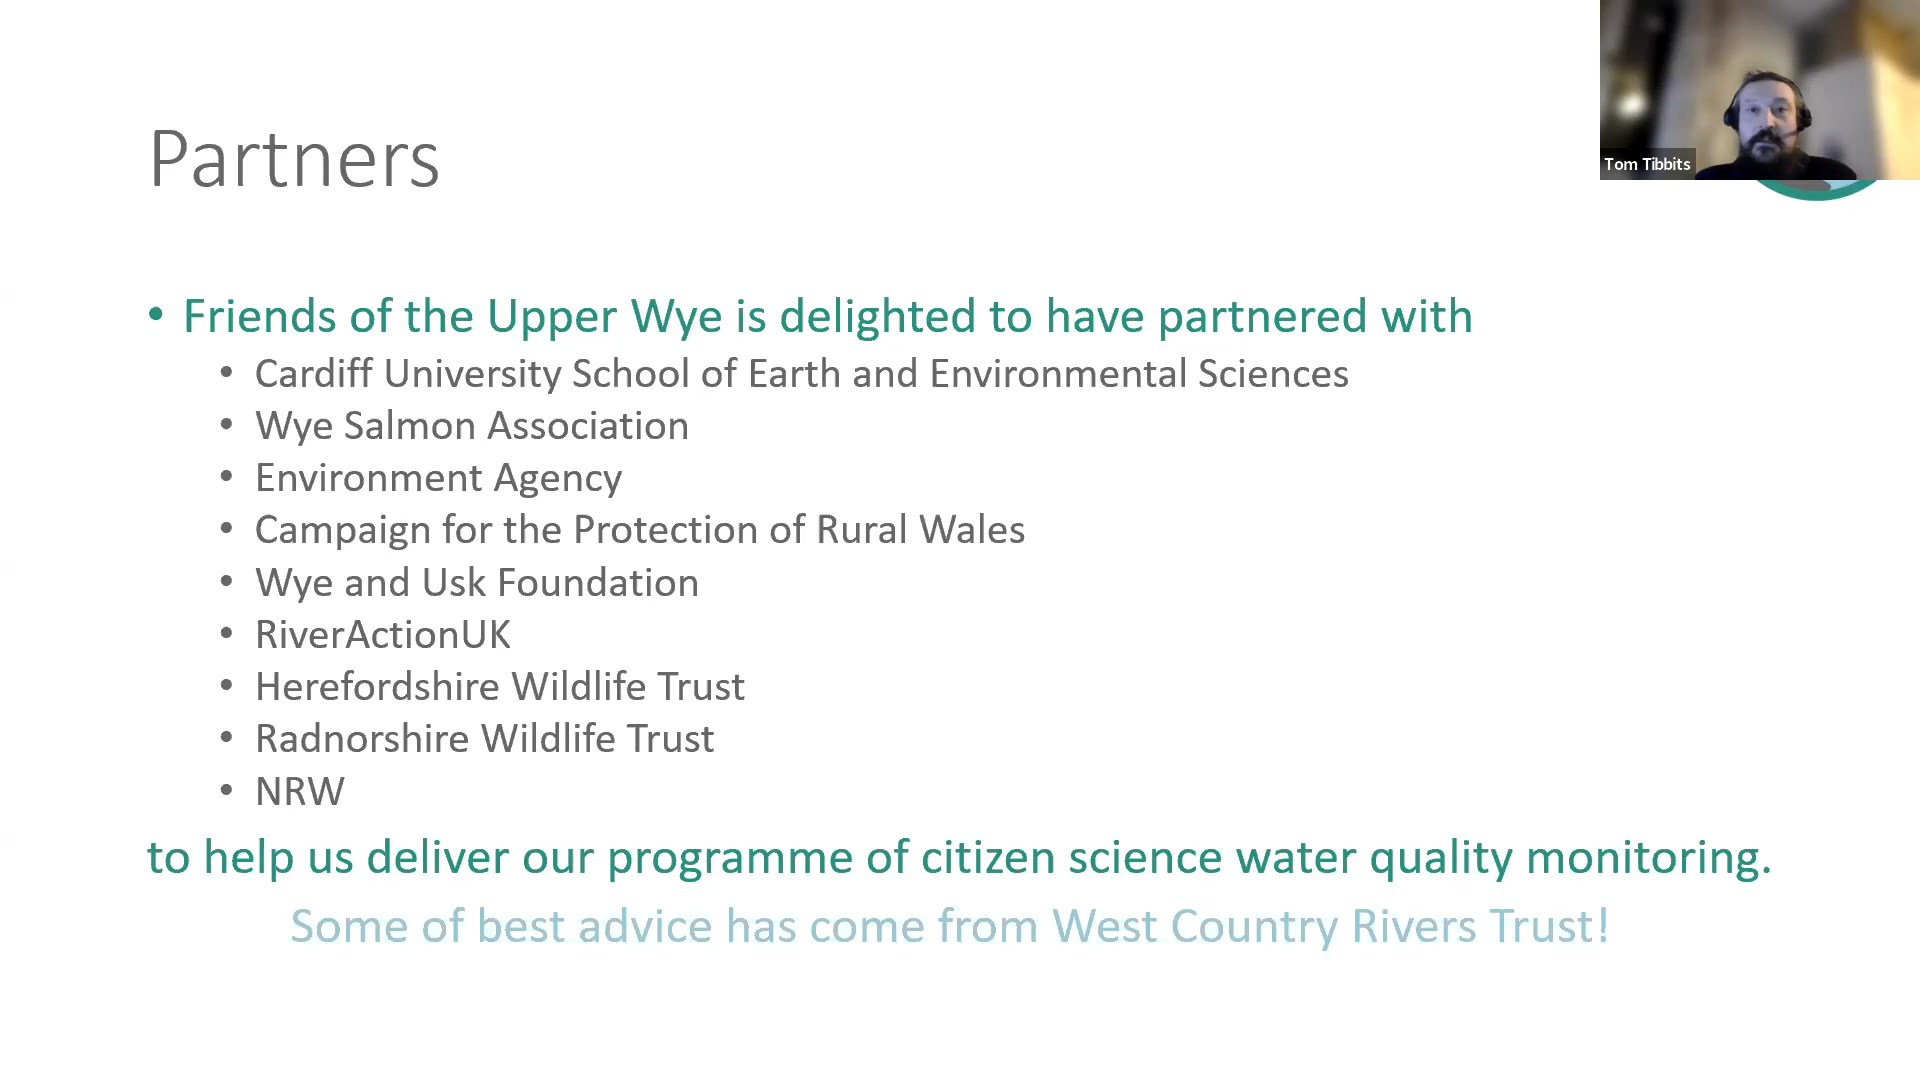 Tom Tibbits
Partners
• Friends of the Upper Wye is delighted to have partnered with
• Cardiff University School of Earth and Environmental Sciences
• Wye Salmon Association
• Environment Agency
• Campaign for the Protection of Rural Wales
• Wye and Usk Foundation
• RiverActionUK
• Herefordshire Wildlife Trust
• Radnorshire Wildlife Trust
• NRW
to help us deliver our programme of citizen science water quality monitoring.
Some of best advice has come from West Country Rivers Trust!